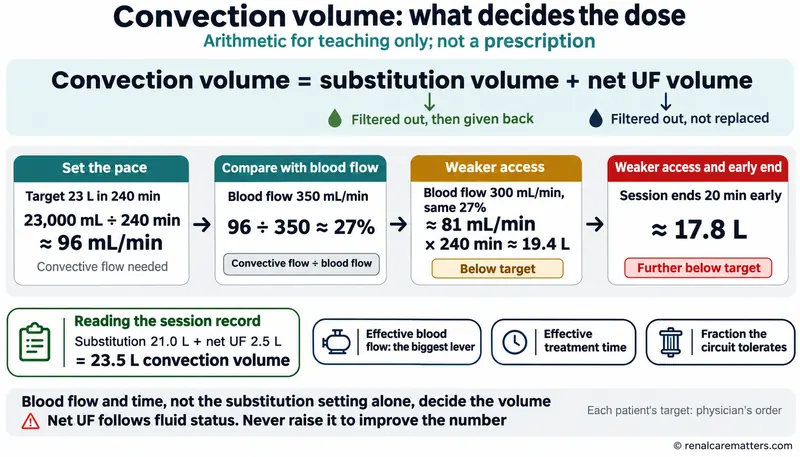 Convection volume: what decides the dose
Arithmetic for teaching only; not a prescription
Convection volume = substitution volume + net UF volume
Filtered out, then given back
Filtered out, not replaced
Set the pace
Target 23 L in 240 min
23,000 mL ÷ 240 min
≈ 96 mL/min
Convective flow needed
Compare with blood flow
Blood flow 350 mL/min
96 ÷ 350 ≈ 27%
Convective flow ÷ blood flow
Weaker access
Blood flow 300 mL/min,
same 27%
≈ 81 mL/min
× 240 min ≈ 19.4 L
Below target
Weaker access and early end
Session ends 20 min early
≈ 17.8 L
Further below target
Reading the session record
Substitution 21.0 L + net UF 2.5 L
= 23.5 L convection volume
Effective blood
flow: the biggest lever
Effective
treatment time
Fraction the
circuit tolerates
Blood flow and time, not the substitution setting alone, decide the volume
Net UF follows fluid status. Never raise it to improve the number
Each patient's target: physician's order
© renalcarematters.com